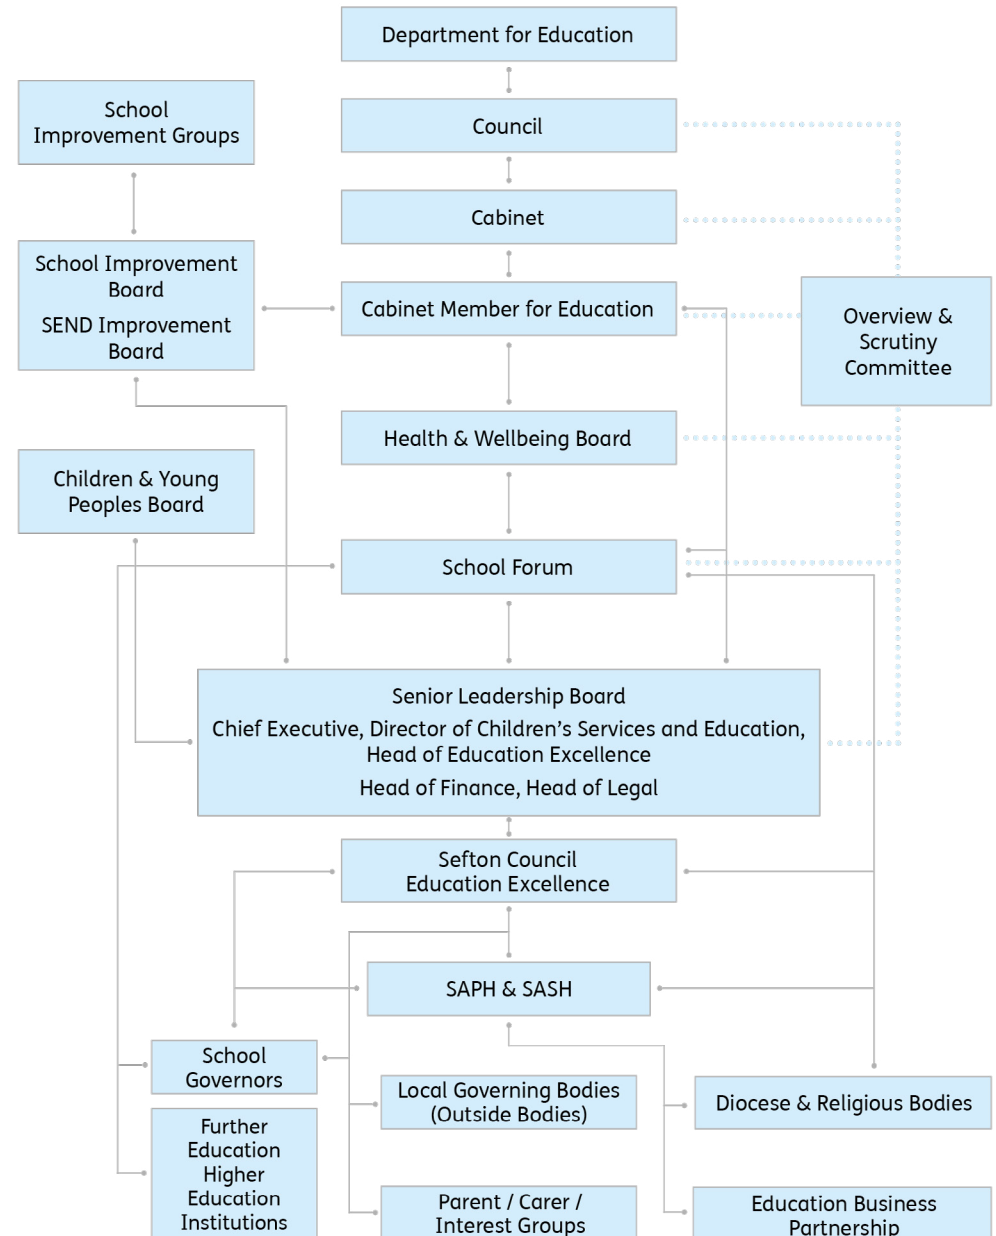 Department for Education
School
Improvement Groups
Council
Cabinet
School Improvement
Board
SEND Improvement
Board
Cabinet Member for Education
Overview &
Scrutiny
Committee
Health & Wellbeing Board
Children & Young
Peoples Board
School Forum
Senior Leadership Board
Chief Executive, Director of Children’s Services and Education,
Head of Education Excellence
Head of Finance, Head of Legal
Sefton Council
Education Excellence
SAPH & SASH
School
Governors
Local Governing Bodies
(Outside Bodies)
Diocese & Religious Bodies
Further
Education
Higher
Education
Institutions
Parent / Carer /
Interest Groups
Education Business
Partnership